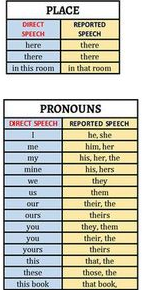 PLACE
DIRECT SPEECH REPORTED SPEECH
here there
there there
in this room in that room
PRONOUNS
DIRECT SPEECH REPORTED SPEECH
I he, she
me him, her
my his, her, the
mine his, hers
we they
us them
our their, the
ours theirs
you they, them
you their, the
yours theirs
this that, the
these those, the
this book that book,